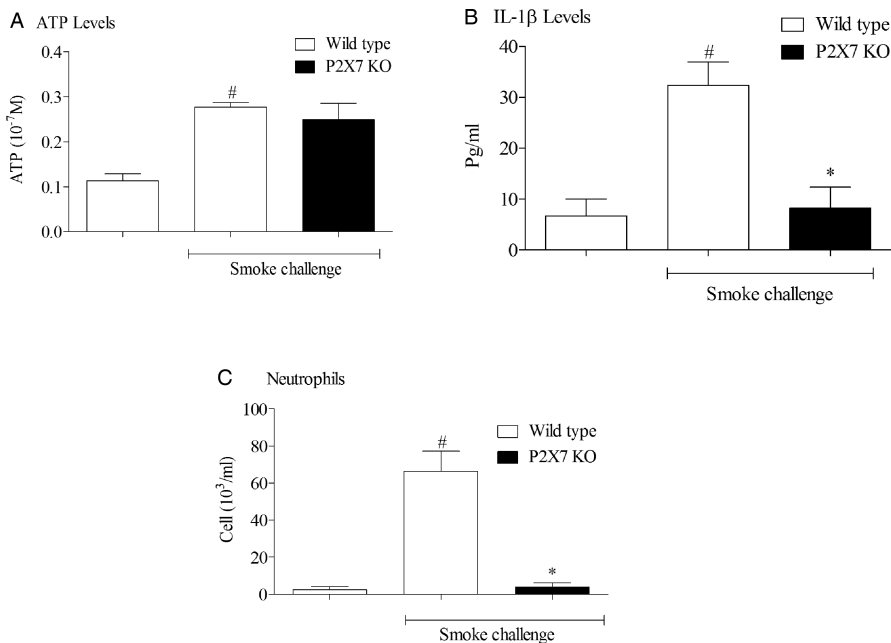 A ATP Levels
Wild type
P2X7 KO
ATP (10⁻⁷M)
0.4
0.3
0.2
0.1
0.0
#
Smoke challenge
B IL-1β Levels
Wild type
P2X7 KO
Pg/ml
40
30
20
10
0
#
*
Smoke challenge
C Neutrophils
Wild type
P2X7 KO
Cell (10³/ml)
100
80
60
40
20
0
#
*
Smoke challenge